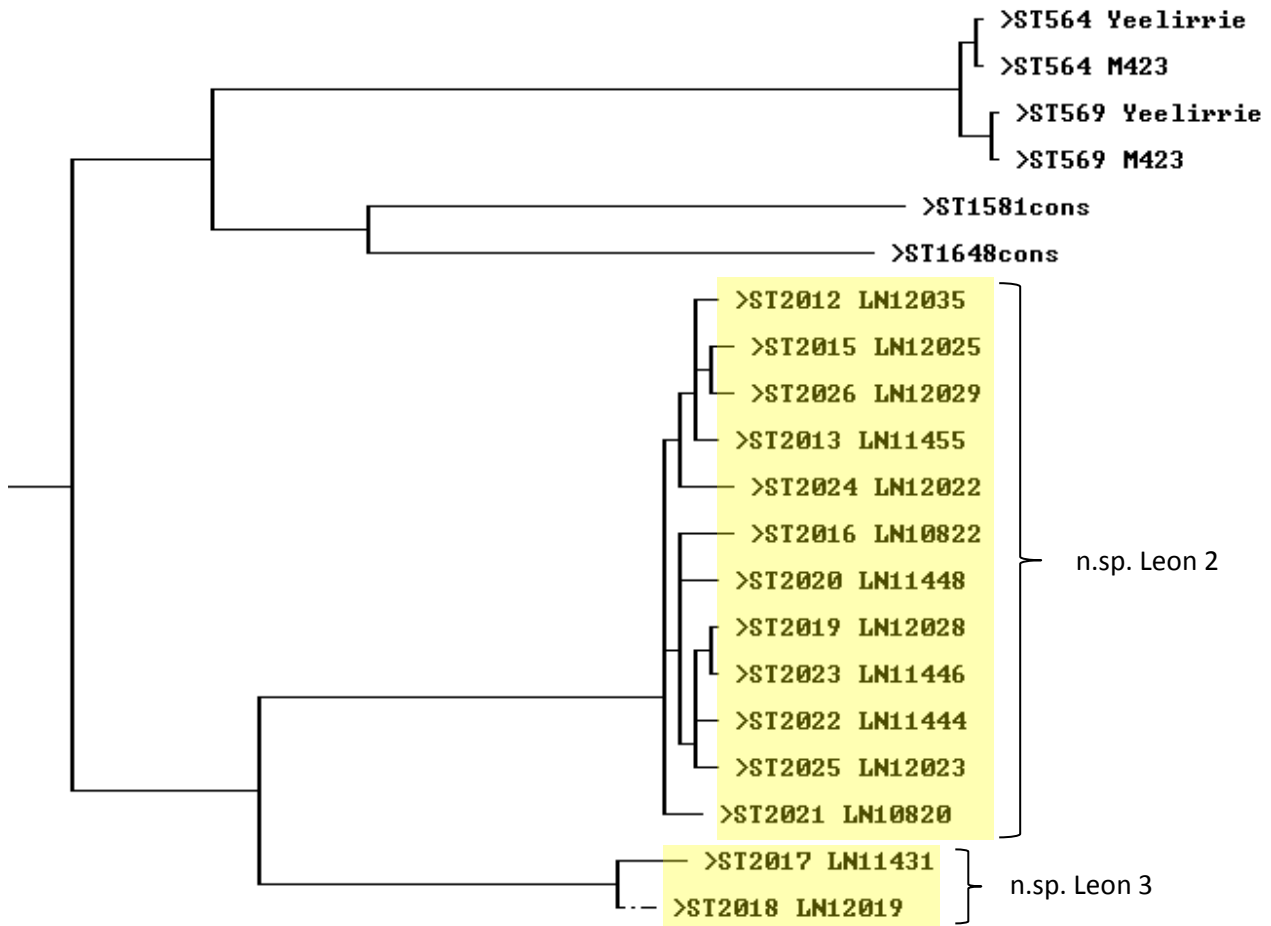 >ST564 Yeelirrie
>ST564 M423
>ST569 Yeelirrie
>ST569 M423
>ST1581cons
>ST1648cons
>ST2012 LN12035
>ST2015 LN12025
>ST2026 LN12029
>ST2013 LN11455
>ST2024 LN12022
>ST2016 LN10822
n.sp. Leon 2
>ST2020 LN11448
>ST2019 LN12028
>ST2023 LN11446
>ST2022 LN11444
>ST2025 LN12023
>ST2021 LN10820
>ST2017 LN11431
n.sp. Leon 3
>ST2018 LN12019